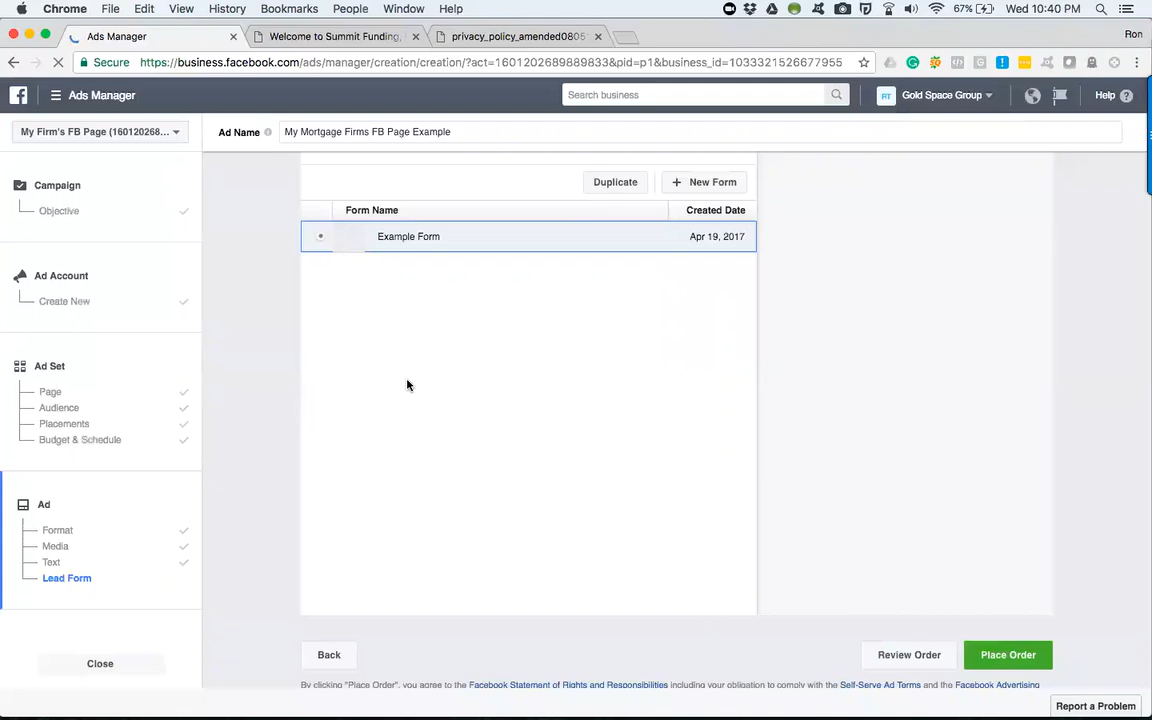 Chrome File Edit View History Bookmarks People Window Help 67% Wed 10:40 PM
Ads Manager Welcome to Summit Funding, privacy_policy_amended0805 Ron
Secure https://business.facebook.com/ads/manager/creation/creation/?act=1601202689889833&pid=p1&business_id=1033321526677955
Ads Manager Search business RT Gold Space Group Help
My Firm's FB Page (160120268... Ad Name My Mortgage Firms FB Page Example
Duplicate + New Form
Campaign
Form Name Created Date
Objective
Example Form Apr 19, 2017
Ad Account
Create New
Ad Set
Page
Audience
Placements
Budget & Schedule
Ad
Format
Media
Text
Lead Form
Back Review Order Place Order
Close
By clicking "Place Order", you agree to the Facebook Statement of Rights and Responsibilities including your obligation to comply with the Self-Serve Ad Terms and the Facebook Advertising
Report a Problem